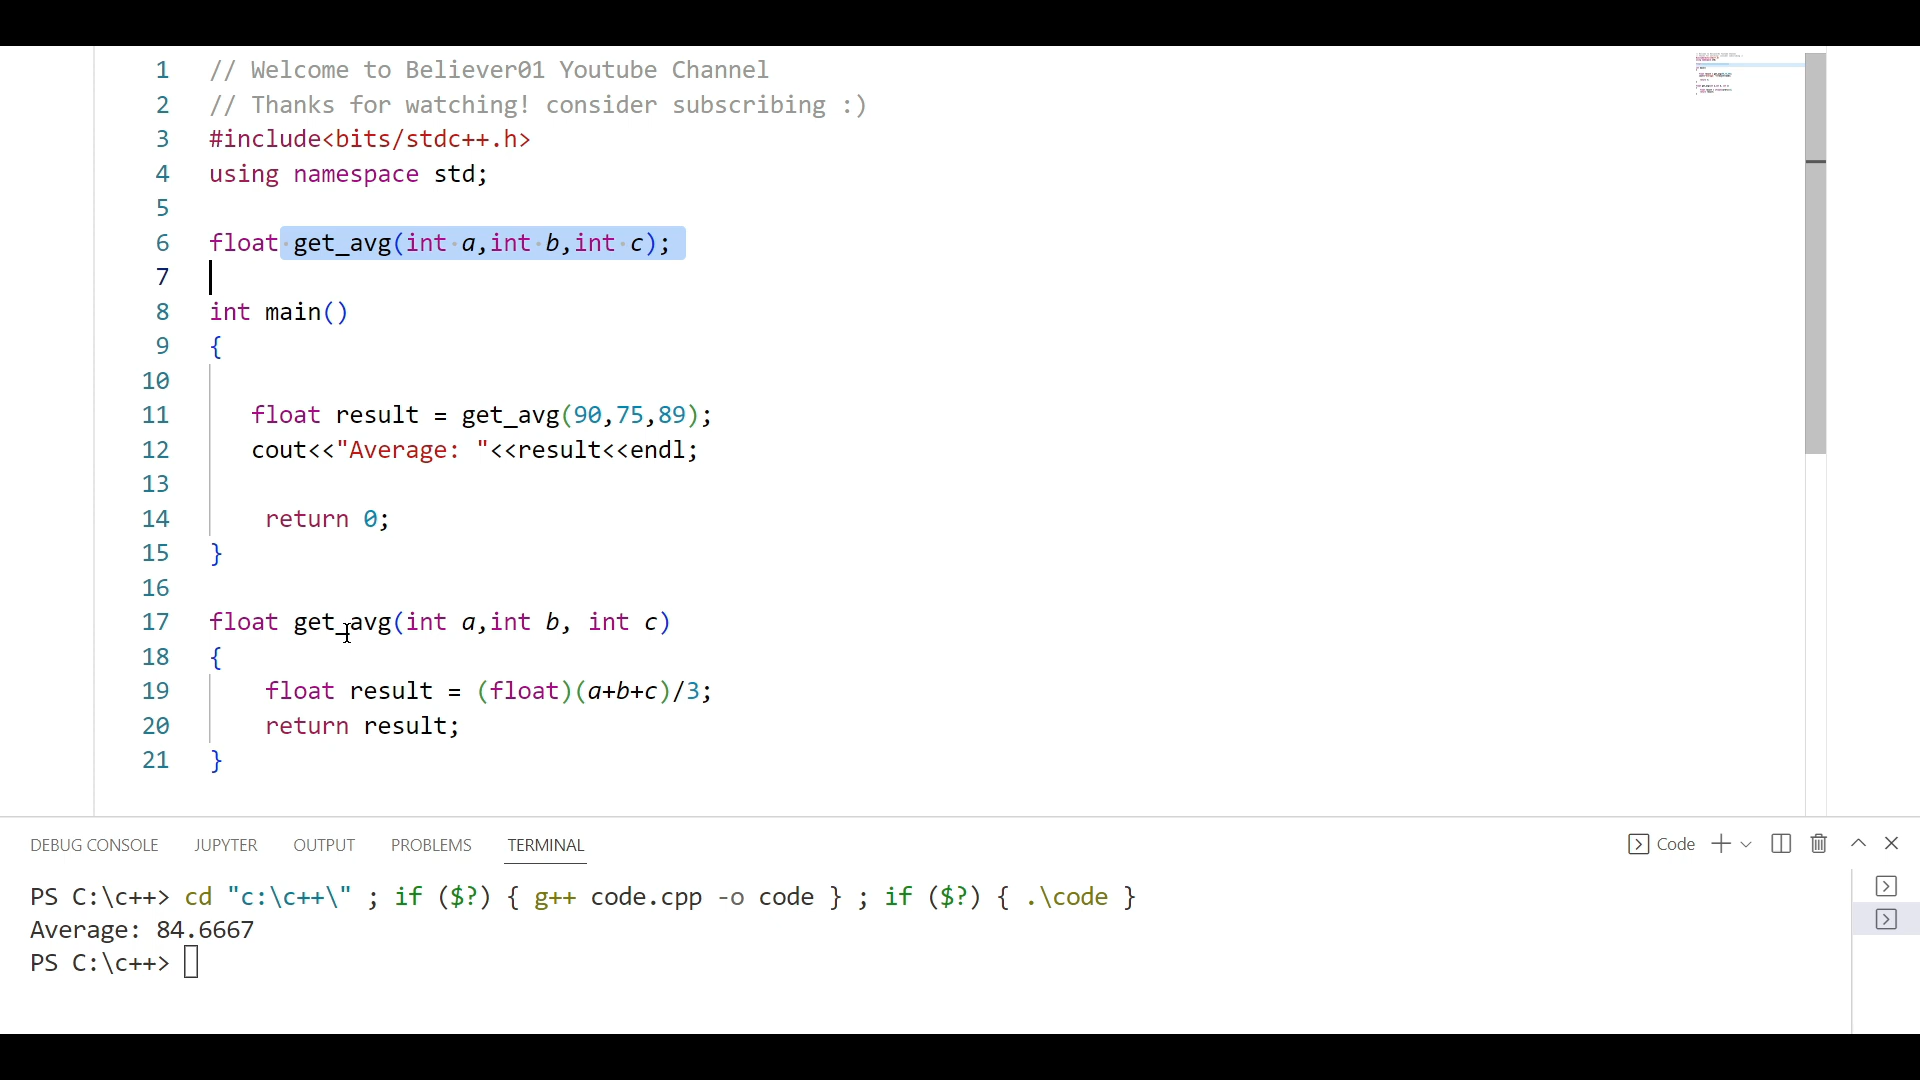 1 // Welcome to Believer01 Youtube Channel
2 // Thanks for watching! consider subscribing :)
3 #include<bits/stdc++.h>
4 using namespace std;
5
6 float get_avg(int a,int b,int c);
7
8 int main()
9 {
10
11 float result = get_avg(90,75,89);
12 cout<<"Average: "<<result<<endl;
13
14 return 0;
15 }
16
17 float get_avg(int a,int b, int c)
18 {
19 float result = (float)(a+b+c)/3;
20 return result;
21 }
DEBUG CONSOLE JUPYTER OUTPUT PROBLEMS TERMINAL Code
PS C:\c++> cd "c:\c++\" ; if ($?) { g++ code.cpp -o code } ; if ($?) { .\code }
Average: 84.6667
PS C:\c++>